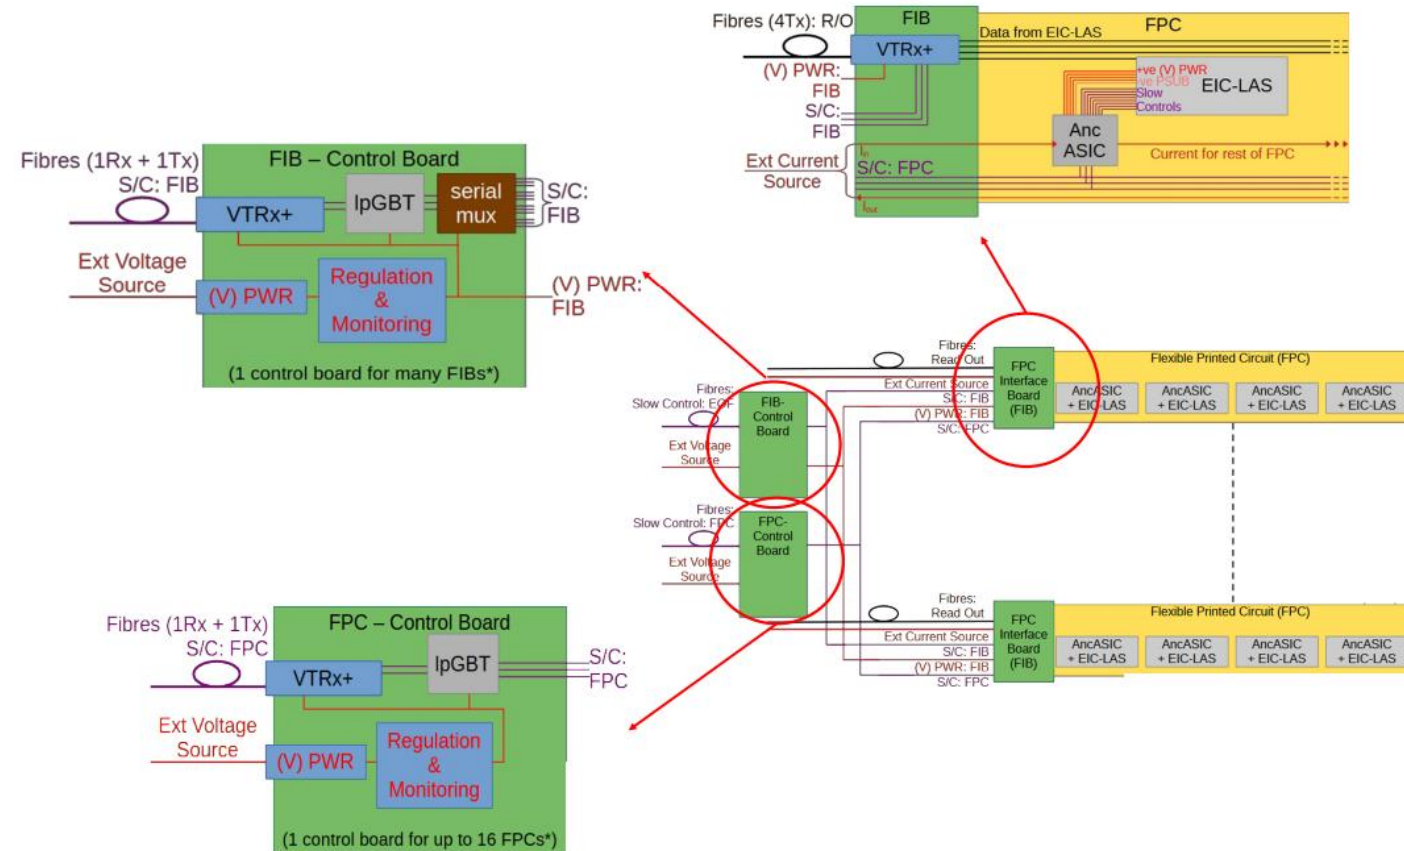 Fibres (4Tx): R/O
FIB
FPC
VTRx+
Data from EIC-LAS
(V) PWR:
FIB
S/C:
FIB
+ve (V) PWR
-ve PSUB
Slow
Controls
EIC-LAS
Anc
ASIC
Ext Current
Source
Iin
S/C: FPC
Current for rest of FPC
Iout
Fibres (1Rx + 1Tx)
S/C: FIB
FIB – Control Board
VTRx+
lpGBT
serial
mux
S/C:
FIB
Ext Voltage
Source
(V) PWR
Regulation
&
Monitoring
(V) PWR:
FIB
(1 control board for many FIBs*)
Fibres:
Read Out
Ext Current Source
S/C: FIB
(V) PWR: FIB
S/C: FPC
FPC
Interface
Board
(FIB)
Flexible Printed Circuit (FPC)
AncASIC
+ EIC-LAS
AncASIC
+ EIC-LAS
AncASIC
+ EIC-LAS
AncASIC
+ EIC-LAS
Fibres:
Slow Control: EOF
Ext Voltage
Source
FIB-
Control
Board
Fibres:
Slow Control: FPC
Ext Voltage
Source
FPC-
Control
Board
Fibres:
Read Out
Ext Current Source
S/C: FIB
(V) PWR: FIB
S/C: FPC
FPC
Interface
Board
(FIB)
Flexible Printed Circuit (FPC)
AncASIC
+ EIC-LAS
AncASIC
+ EIC-LAS
AncASIC
+ EIC-LAS
AncASIC
+ EIC-LAS
Fibres (1Rx + 1Tx)
S/C: FPC
FPC – Control Board
VTRx+
lpGBT
S/C:
FPC
Ext Voltage
Source
(V) PWR
Regulation
&
Monitoring
(1 control board for up to 16 FPCs*)